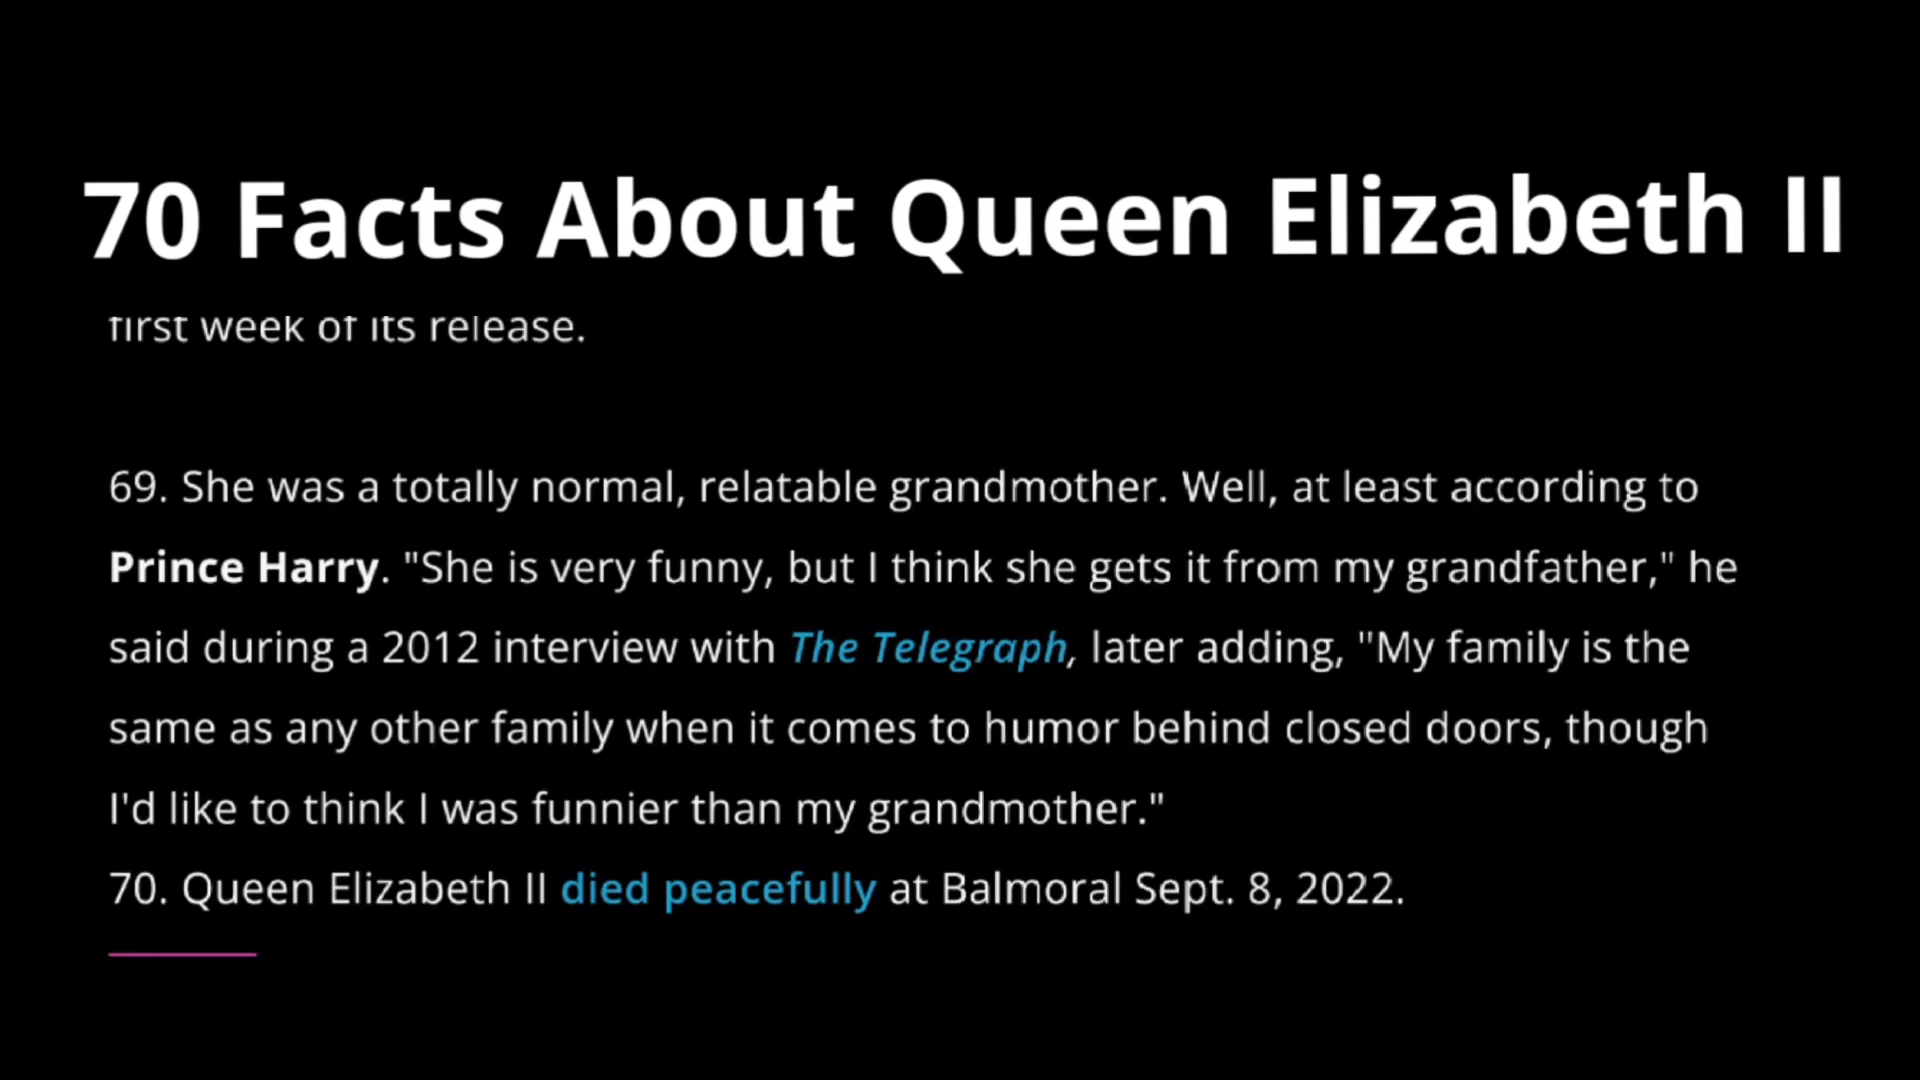 70 Facts About Queen Elizabeth II
first week of its release.
69. She was a totally normal, relatable grandmother. Well, at least according to
Prince Harry. "She is very funny, but I think she gets it from my grandfather," he
said during a 2012 interview with The Telegraph, later adding, "My family is the
same as any other family when it comes to humor behind closed doors, though
I'd like to think I was funnier than my grandmother."
70. Queen Elizabeth II died peacefully at Balmoral Sept. 8, 2022.